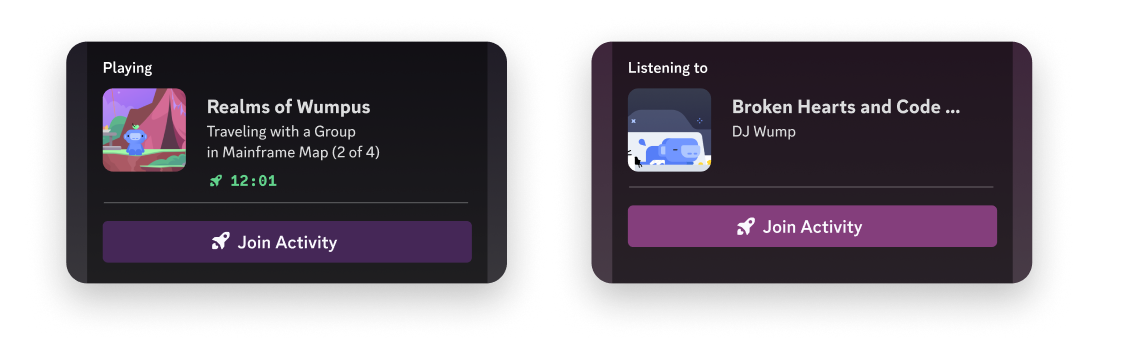 Playing
Realms of Wumpus
Traveling with a Group
in Mainframe Map (2 of 4)
12:01
Join Activity
Listening to
Broken Hearts and Code ...
DJ Wump
Join Activity